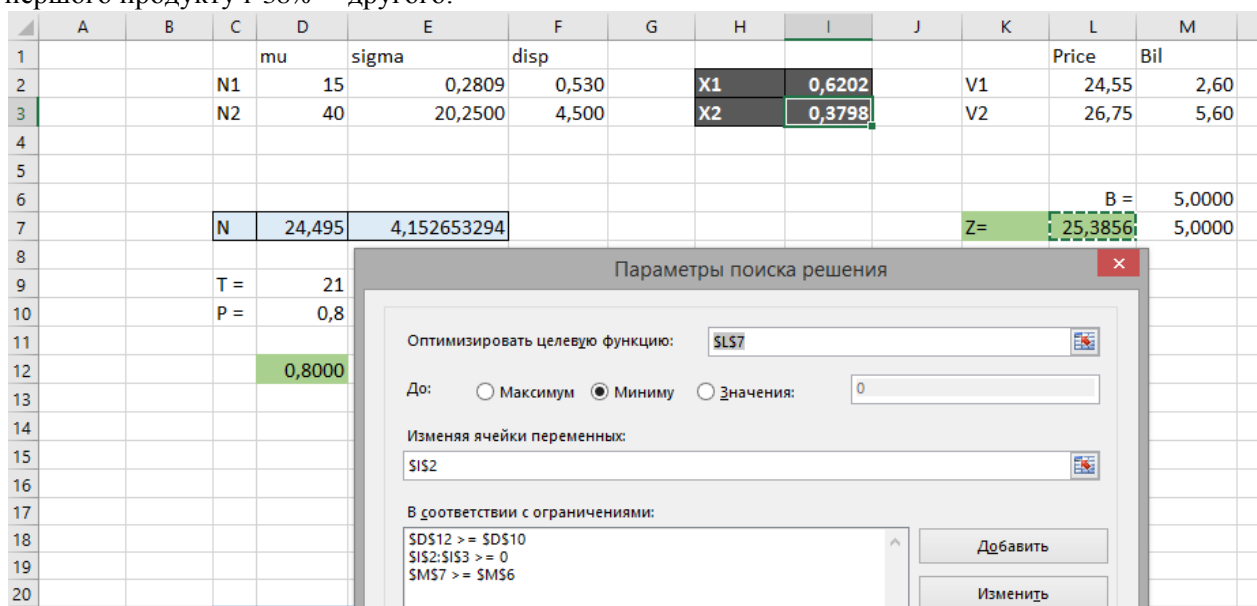 першого продукту і 38% – другого.
A B C D E F G H I J K L M
1 mu sigma disp Price Bil
2 N1 15 0,2809 0,530 X1 0,6202 V1 24,55 2,60
3 N2 40 20,2500 4,500 X2 0,3798 V2 26,75 5,60
4
5
6 B = 5,0000
7 N 24,495 4,152653294 Z= 25,3856 5,0000
8 Параметры поиска решения
9 T = 21
10 P = 0,8 Оптимизировать целевую функцию: $L$7
11
12 0,8000
13 До: Максимум Миниму Значения: 0
14 Изменяя ячейки переменных:
15 $I$2
16
17 В соответствии с ограничениями:
18 $D$12 >= $D$10 Добавить
19 $I$2:$I$3 >= 0
$M$7 >= $M$6
20 Изменить